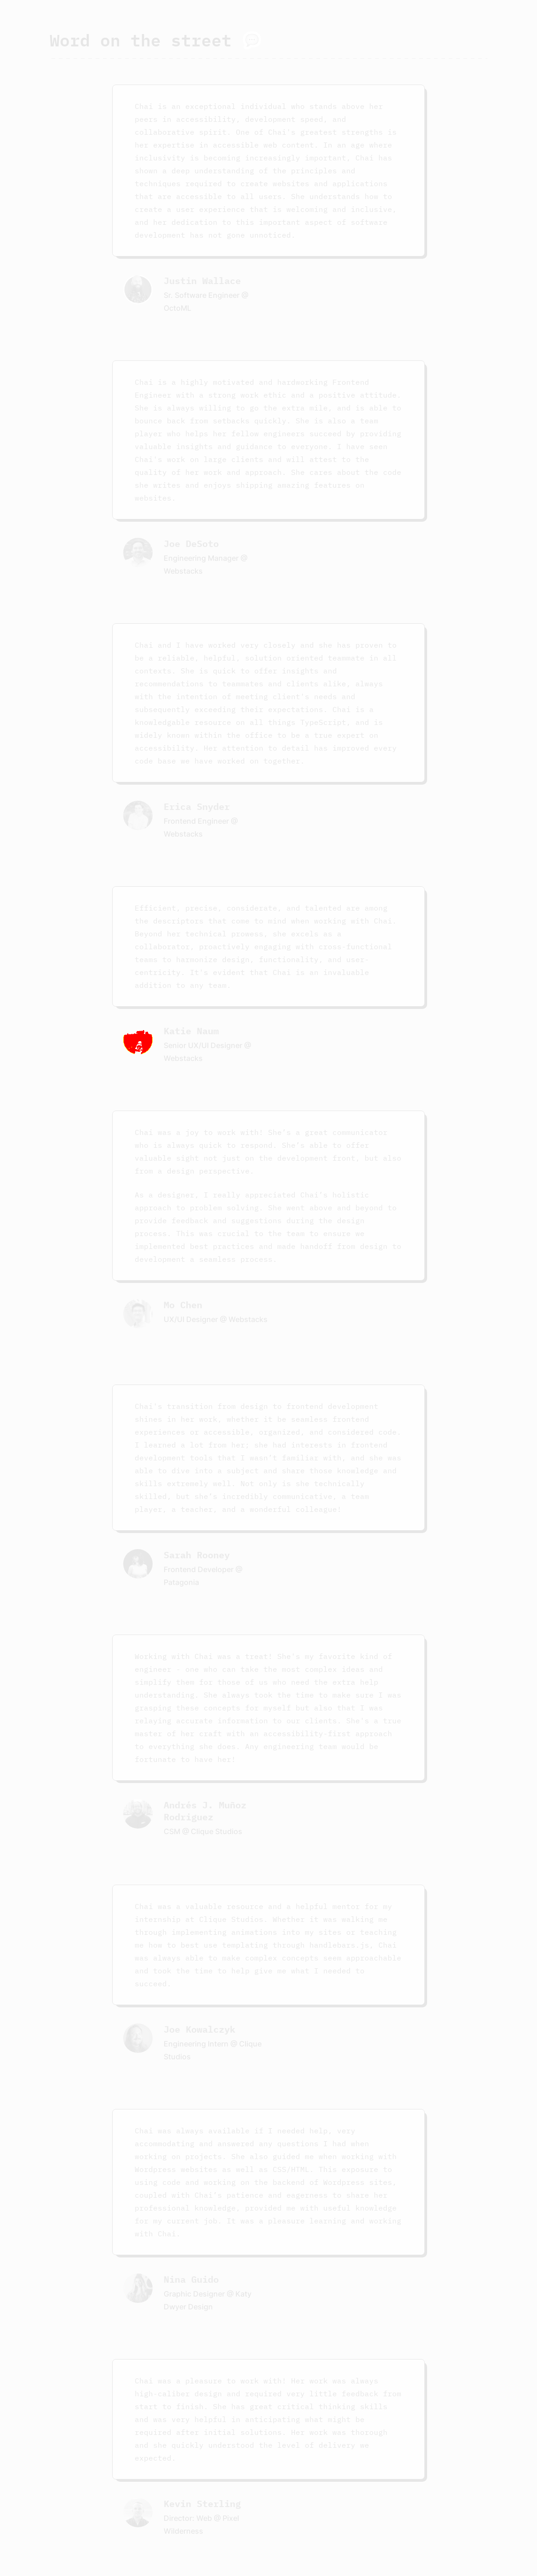 Word on the street
Chai is an exceptional individual who stands above her
peers in accessibility, development speed, and
collaborative spirit. One of Chai's greatest strengths is
her expertise in accessible web content. In an age where
inclusivity is becoming increasingly important, Chai has
shown a deep understanding of the principles and
techniques required to create websites and applications
that are accessible to all users. She understands how to
create a user experience that is welcoming and inclusive,
and her dedication to this important aspect of software
development has not gone unnoticed.
Justin Wallace
Sr. Software Engineer @
OctoML
Chai is a highly motivated and hardworking Frontend
Engineer with a strong work ethic and a positive attitude.
She is always willing to go the extra mile, and is able to
bounce back from setbacks quickly. She is also a team
player who helps her fellow engineers succeed by providing
valuable insights and guidance to everyone. I have seen
Chai's work on large clients and will attest to the
quality of her work and approach. She cares about the code
she writes and enjoys shipping amazing features on
websites.
Joe DeSoto
Engineering Manager @
Webstacks
Chai and I have worked very closely and she has proven to
be a reliable, helpful, solution oriented teammate in all
contexts. She is quick to offer insights and
recommendations to teammates and clients alike, always
with the intention of meeting client's needs and
subsequently exceeding their expectations. Chai is a
knowledgable resource on all things TypeScript, and is
widely known within the office to be a true expert on
accessibility. Her attention to detail has improved every
code base we have worked on together.
Erica Snyder
Frontend Engineer @
Webstacks
Efficient, precise, considerate, and talented are among
the descriptors that come to mind when working with Chai.
Beyond her technical prowess, she excels as a
collaborator, proactively engaging with cross-functional
teams to harmonize design, functionality, and user-
centricity. It's evident that Chai is an invaluable
addition to any team.
Katie
Senior UX/UI Designer @
Webstacks
Chai was a joy to work with! She's a great communicator
who is always quick to respond. She's able to offer
valuable sight not just on the development front, but also
from a design perspective.
As a designer, I really appreciated Chai's holistic
approach to problem solving. She went above and beyond to
provide feedback and suggestions during the design
process. This was crucial to the team to ensure we
implemented best practices and made handoff from design to
development a seamless process.
Mo Chen
UX/UI Designer @ Webstacks
Chai's transition from design to frontend development
shines in her work, whether it be seamless frontend
experiences or accessible, organized, and considered code.
I learned a lot from her; she had interests in frontend
development tools that I wasn't familiar with, and she was
able to dive into a subject and share those knowledge and
skills extremely well. Not only is she technically
skilled, but she's incredibly communicative, a team
player, a teacher, and a wonderful colleague!
Sarah Rooney
Frontend Developer @
Patagonia
Working with Chai was a treat! She's my favorite kind of
engineer - one who can take the most complex ideas and
simplify them for those of us who need the extra help
understanding. She always took the time to make sure I was
grasping these concepts for myself but also that I was
relaying accurate information to our clients. She's a true
master of her craft with an accessibility-first approach
to everything she does. Any engineering team would be
fortunate to have her!
Andrés J. Muñoz
Rodriguez
CSM @ Clique Studios
Chai was a valuable resource and a helpful mentor for my
internship at Clique Studios. Whether it was walking me
through implementing animations into my sites or teaching
me how to best use templating through handlebars js, Chai
was always able to make complex concepts seem approachable
and took the time to help give me what I needed to
succeed.
Joe Kowalczyk
Engineering Intern @ Clique
Studios
Chai was always available if I needed help, very
accommodating and answered any questions I had when
working on projects. She also guided me when working with
Wordpress websites as well as CSS/HTML. This exposure to
using code and working on the backend of Wordpress sites,
coupled with Chai's patience and eagerness to share her
professional knowledge, provided me with useful knowledge
for my current job. It was a pleasure learning and working
with Chai.
Nina Guido
Graphic Designer @ Katy
Dwyer Design
Chai was a pleasure to work with! Her work was always
high-caliber design and required very little feedback from
start to finish. She has great critical thinking skills
and was very helpful in anticipating what might be
required after initial solutions. Her work was thorough
and she quickly understood the level of delivery we
expected.
Kevin Sterling
Director, Web @ Pixel
Wilderness